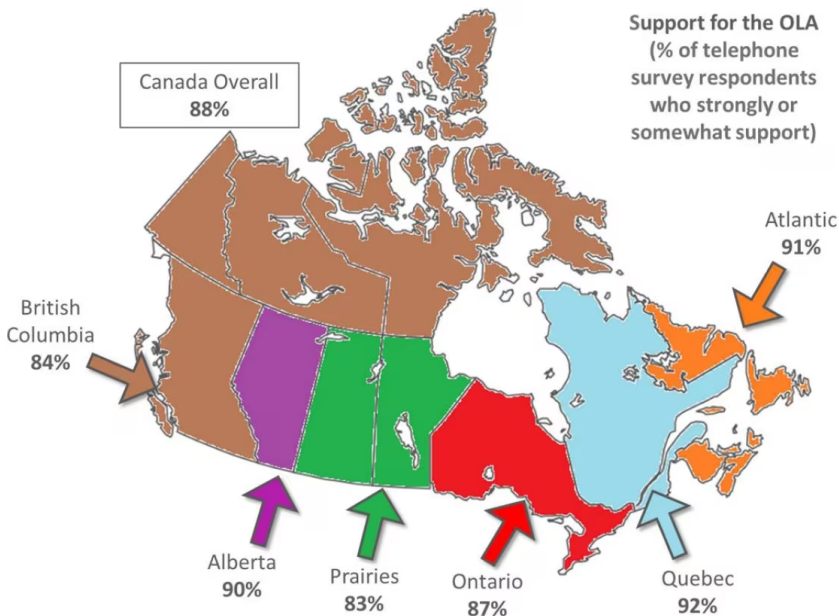 Support for the OLA
(% of telephone
survey respondents
who strongly or
somewhat support)
Canada Overall
88%
Atlantic
91%
British
Columbia
84%
Alberta
90%
Prairies
83%
Ontario
87%
Quebec
92%